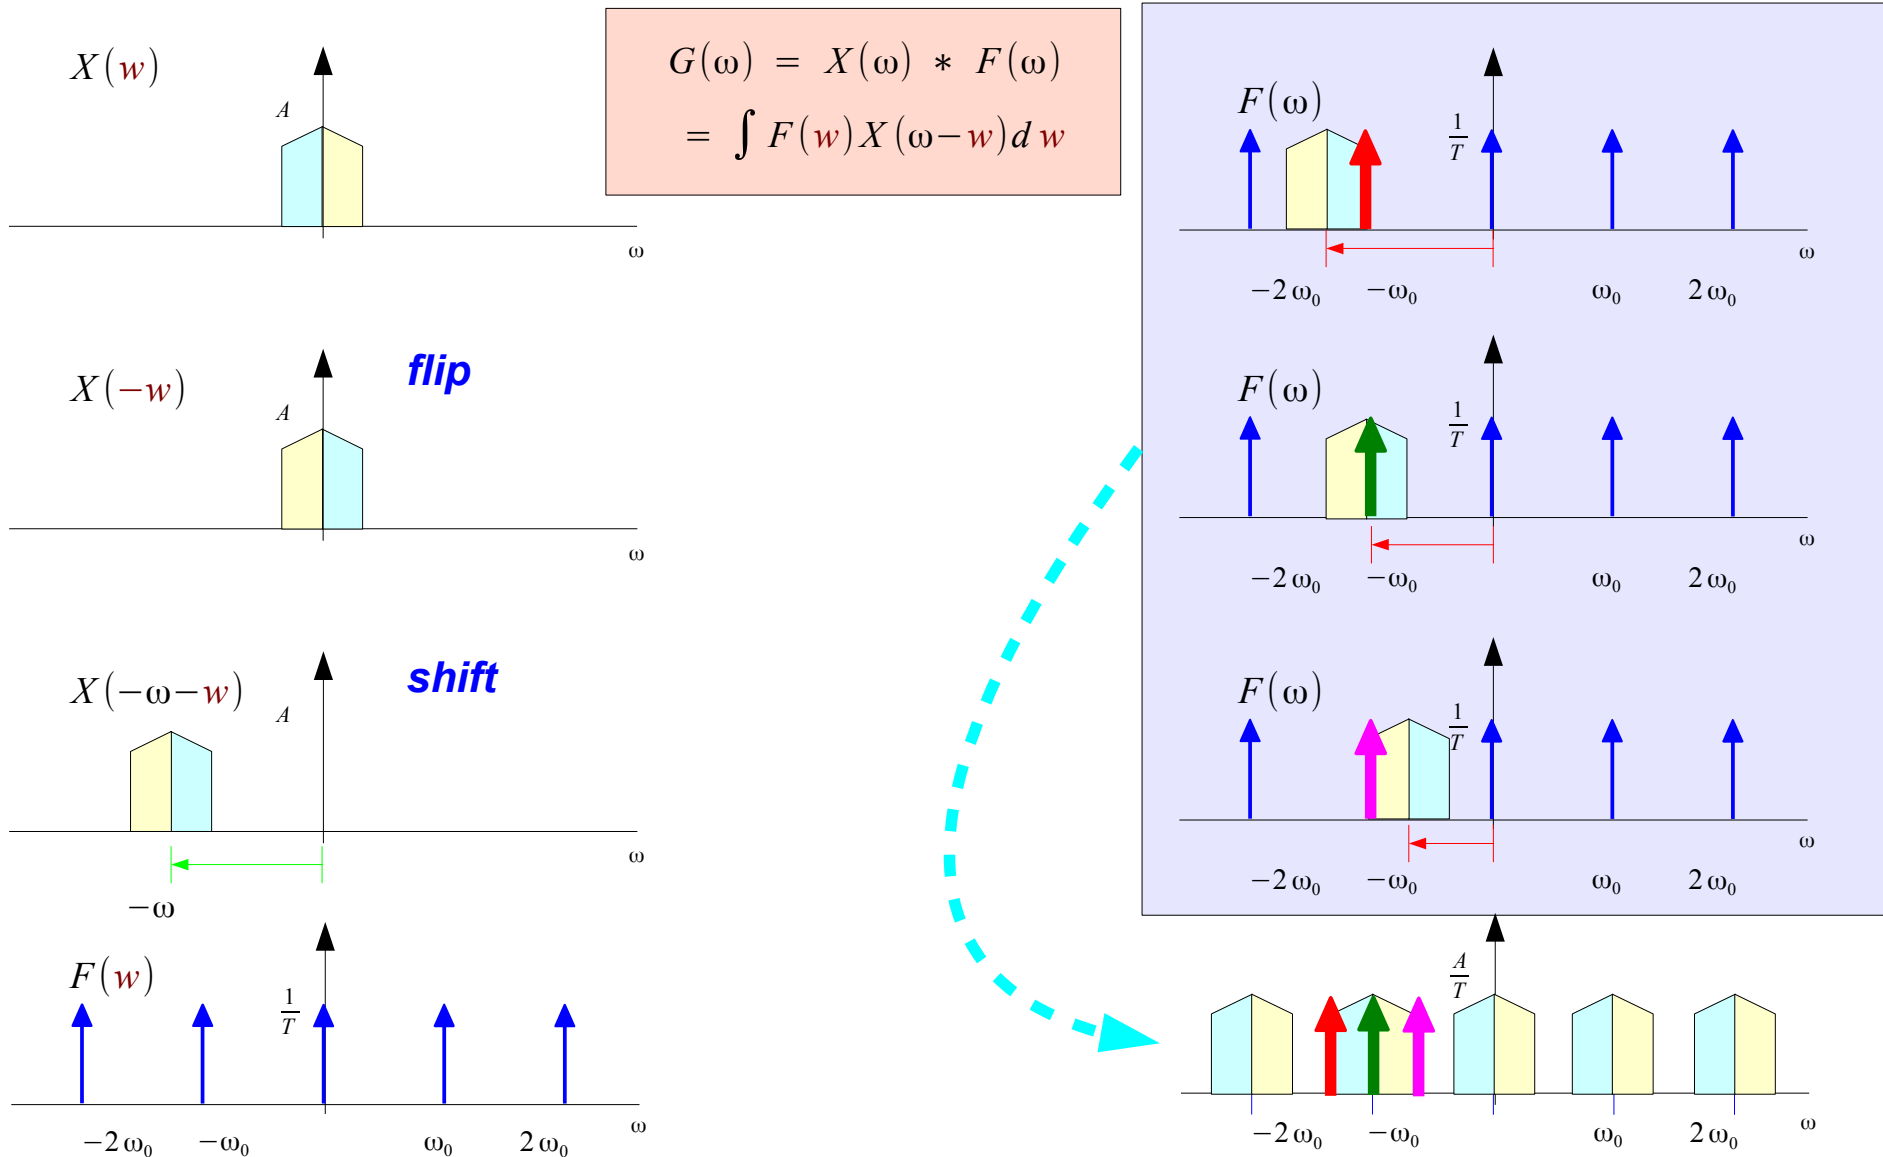 X(w)
A
ω
G(ω) = X(ω) * F(ω)
= ∫ F(w)X(ω−w)dw
X(−w)
flip
A
ω
X(−ω−w)
shift
A
ω
−ω
F(w)
1/T
ω
−2ω₀ −ω₀ ω₀ 2ω₀
F(ω)
1/T
ω
−2ω₀ −ω₀ ω₀ 2ω₀
F(ω)
1/T
ω
−2ω₀ −ω₀ ω₀ 2ω₀
F(ω)
1/T
ω
−2ω₀ −ω₀ ω₀ 2ω₀
A/T
−2ω₀ −ω₀ ω₀ 2ω₀ ω